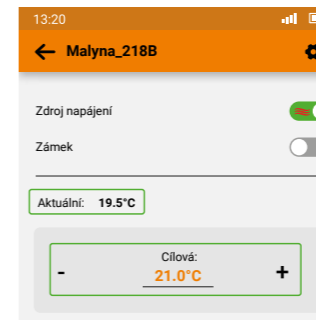 13:20
Malyna_218B
Zdroj napájení
Zámek
Aktuální: 19.5°C
Cílová:
- 21.0°C +